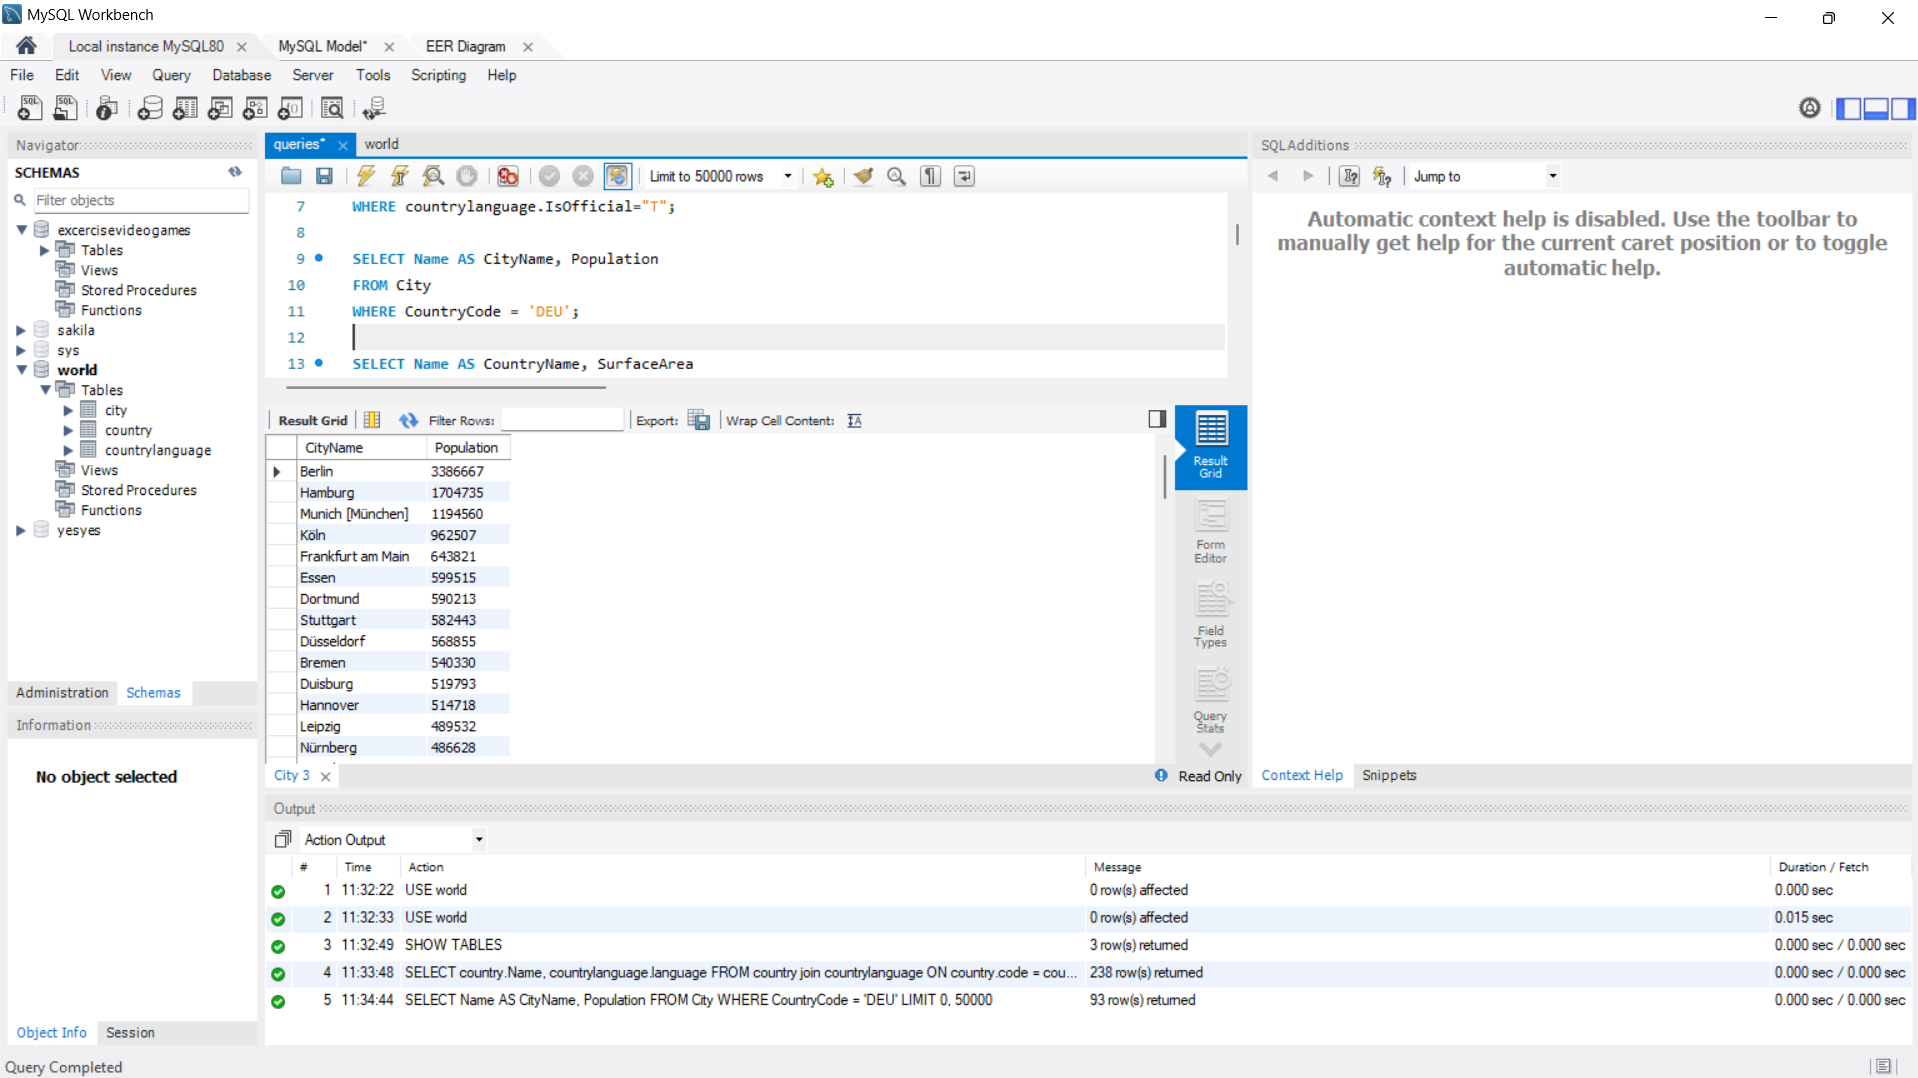 MySQL Workbench
Local instance MySQL80
MySQL Model*
EER Diagram
File Edit View Query Database Server Tools Scripting Help
Navigator
SCHEMAS
Filter objects
excercisevideogames
Tables
Views
Stored Procedures
Functions
sakila
sys
world
Tables
city
country
countrylanguage
Views
Stored Procedures
Functions
yesyes
Administration Schemas
Information
No object selected
Object Info Session
queries* world
Limit to 50000 rows
7 WHERE countrylanguage.IsOfficial="T";
8
9 SELECT Name AS CityName, Population
10 FROM City
11 WHERE CountryCode = 'DEU';
12
13 SELECT Name AS CountryName, SurfaceArea
Result Grid Filter Rows: Export: Wrap Cell Content:
CityName Population
Berlin 3386667
Hamburg 1704735
Munich [München] 1194560
Köln 962507
Frankfurt am Main 643821
Essen 599515
Dortmund 590213
Stuttgart 582443
Düsseldorf 568855
Bremen 540330
Duisburg 519793
Hannover 514718
Leipzig 489532
Nürnberg 486628
Result
Grid
Form
Editor
Field
Types
Query
Stats
City 3
Read Only
SQLAdditions
Jump to
Automatic context help is disabled. Use the toolbar to
manually get help for the current caret position or to toggle
automatic help.
Context Help Snippets
Output
Action Output
# Time Action Message Duration / Fetch
1 11:32:22 USE world 0 row(s) affected 0.000 sec
2 11:32:33 USE world 0 row(s) affected 0.015 sec
3 11:32:49 SHOW TABLES 3 row(s) returned 0.000 sec / 0.000 sec
4 11:33:48 SELECT country.Name, countrylanguage.language FROM country join countrylanguage ON country.code = cou... 238 row(s) returned 0.000 sec / 0.000 sec
5 11:34:44 SELECT Name AS CityName, Population FROM City WHERE CountryCode = 'DEU' LIMIT 0, 50000 93 row(s) returned 0.000 sec / 0.000 sec
Query Completed